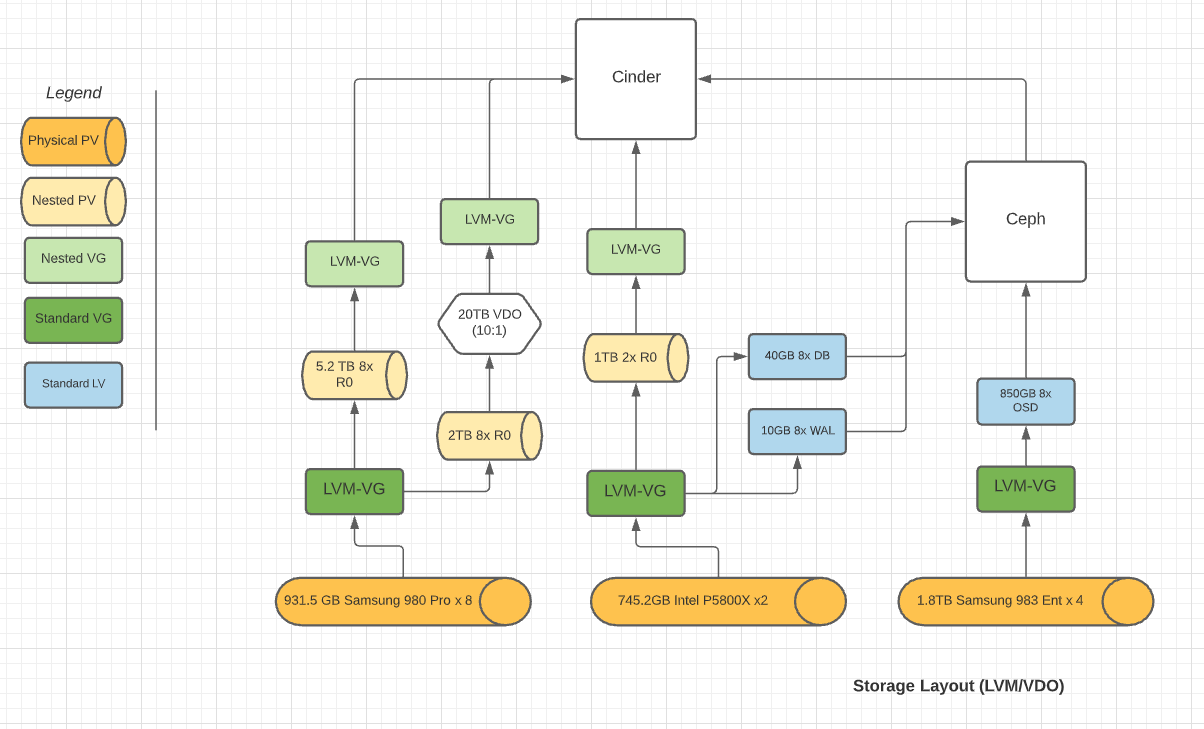 Legend
Physical PV
Nested PV
Nested VG
Standard VG
Standard LV
Cinder
Ceph
LVM-VG
LVM-VG
LVM-VG
20TB VDO
(10:1)
5.2 TB 8x
R0
1TB 2x R0
40GB 8x DB
850GB 8x
OSD
2TB 8x R0
10GB 8x WAL
LVM-VG
LVM-VG
LVM-VG
931.5 GB Samsung 980 Pro x 8
745.2GB Intel P5800X x2
1.8TB Samsung 983 Ent x 4
Storage Layout (LVM/VDO)